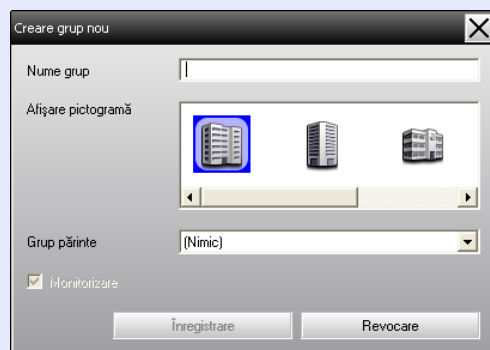 Creare grup nou
Nume grup
Afişare pictogramă
Grup părinte
(Nimic)
Monitorizare
Înregistrare
Revocare